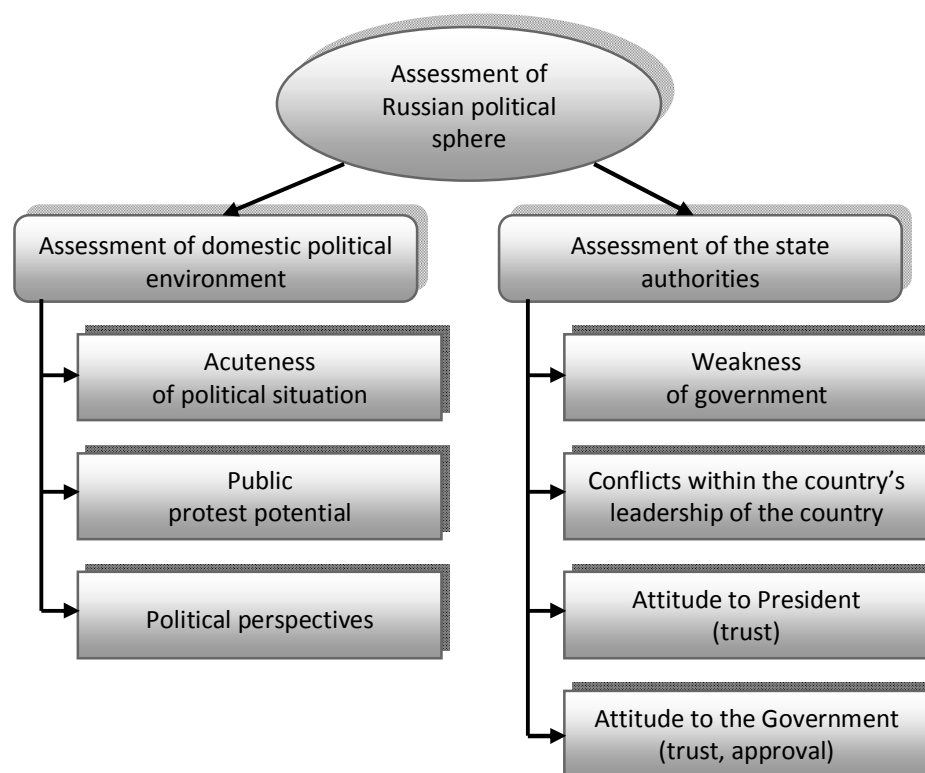 Assessment of
Russian political
sphere
Assessment of domestic political
environment
Acuteness
of political situation
Public
protest potential
Political perspectives
Assessment of the state
authorities
Weakness
of government
Conflicts within the country’s
leadership of the country
Attitude to President
(trust)
Attitude to the Government
(trust, approval)